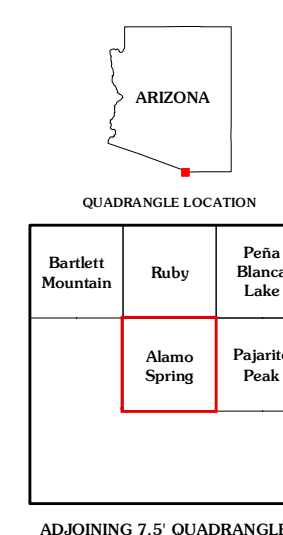 ARIZONA
QUADRANGLE LOCATION
Bartlett
Mountain
Ruby
Peña
Blanca
Lake
Alamo
Spring
Pajarito
Peak
ADJOINING 7.5' QUADRANGLE